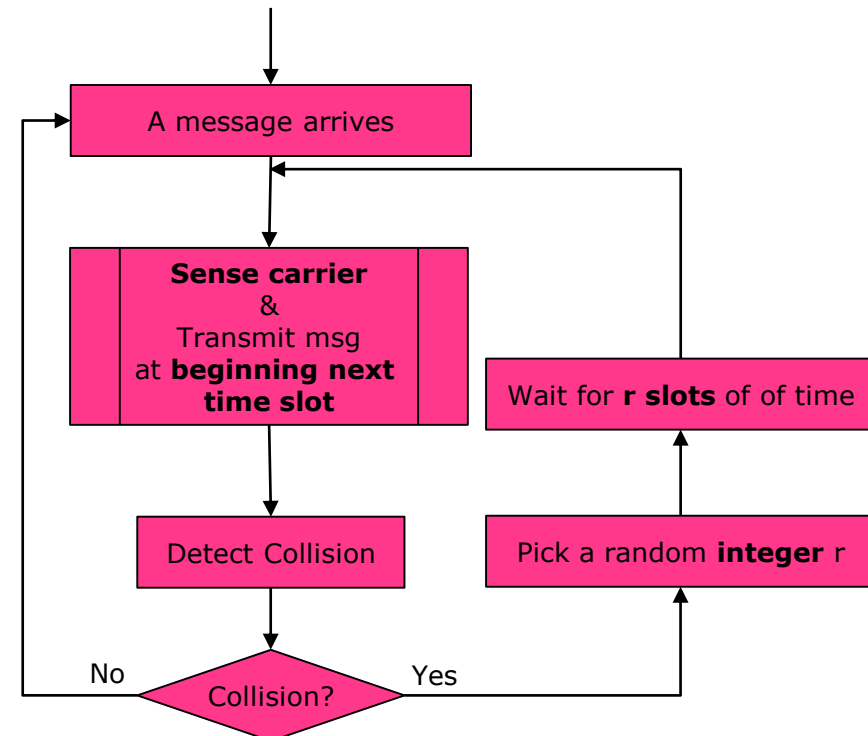 A message arrives
Sense carrier
&
Transmit msg
at beginning next
time slot
Wait for r slots of of time
Detect Collision
Pick a random integer r
No
Collision?
Yes